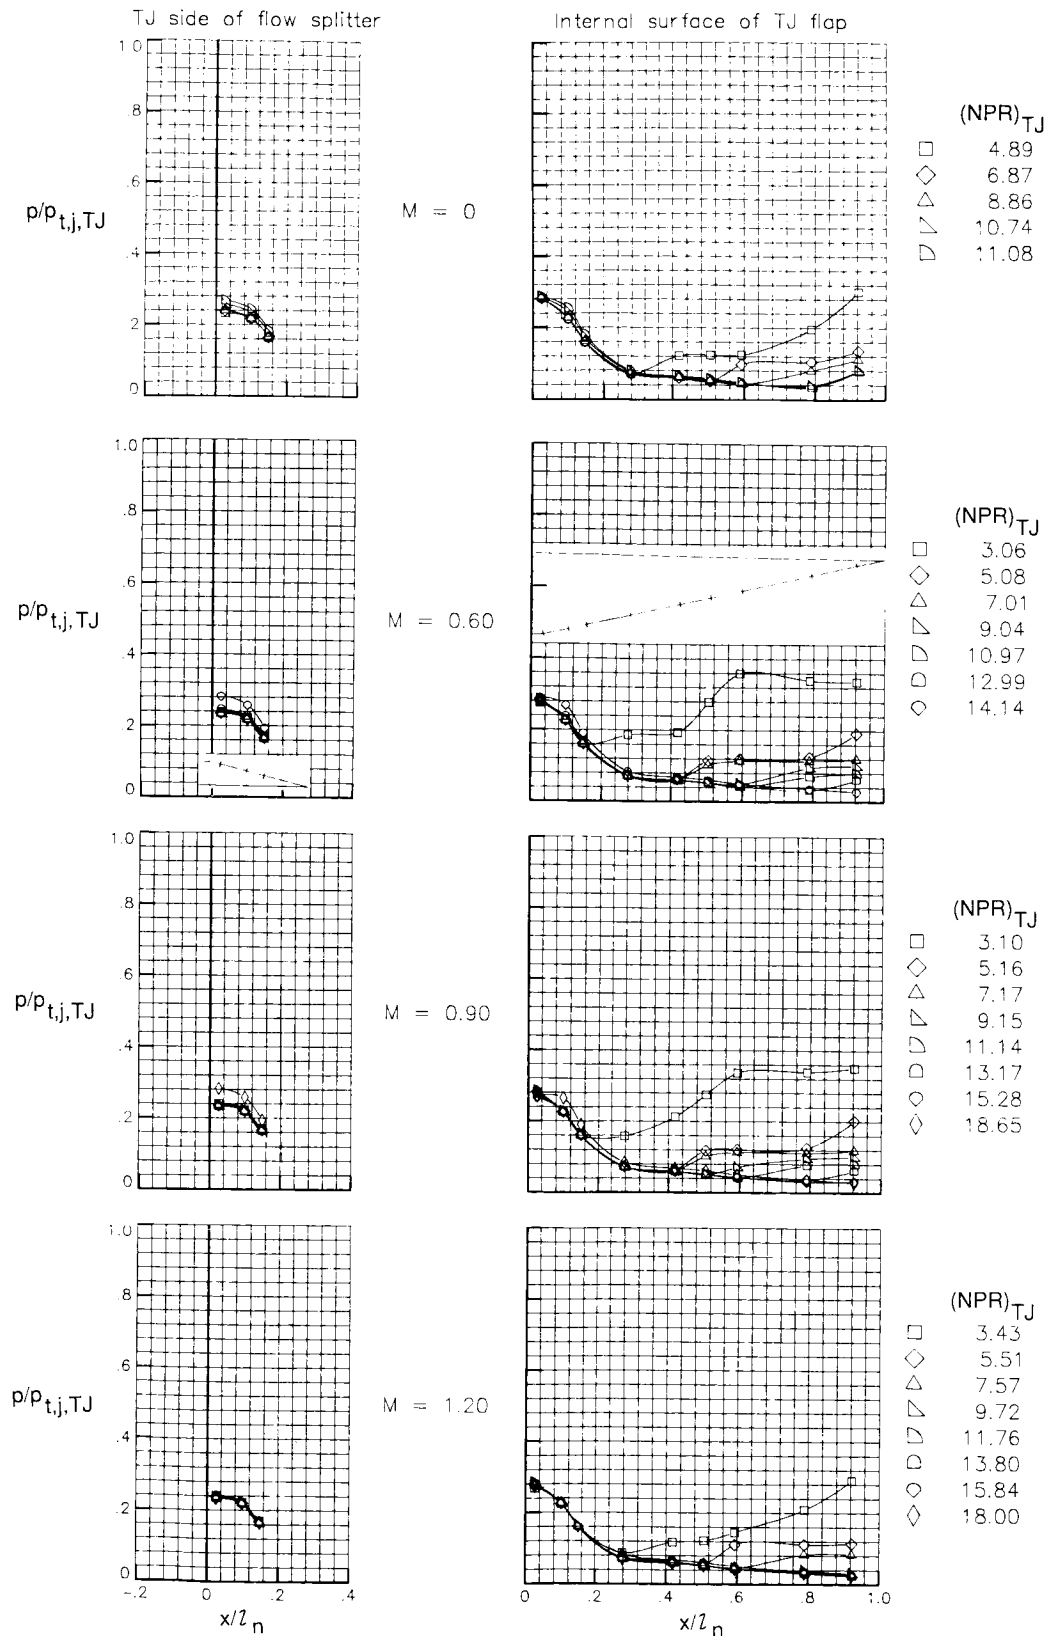 TJ side of flow splitter
Internal surface of TJ flap
1.0
.8
.6
.4
.2
0
p/p t,j,TJ
M = 0
(NPR)TJ
4.89
6.87
8.86
10.74
11.08
1.0
.8
.6
.4
.2
0
p/p t,j,TJ
M = 0.60
(NPR)TJ
3.06
5.08
7.01
9.04
10.97
12.99
14.14
1.0
.8
.6
.4
.2
0
p/p t,j,TJ
M = 0.90
(NPR)TJ
3.10
5.16
7.17
9.15
11.14
13.17
15.28
18.65
1.0
.8
.6
.4
.2
0
p/p t,j,TJ
M = 1.20
(NPR)TJ
3.43
5.51
7.57
9.72
11.76
13.80
15.84
18.00
-.2 0 .2 .4
x/l n
0 .2 .4 .6 .8 1.0
x/l n